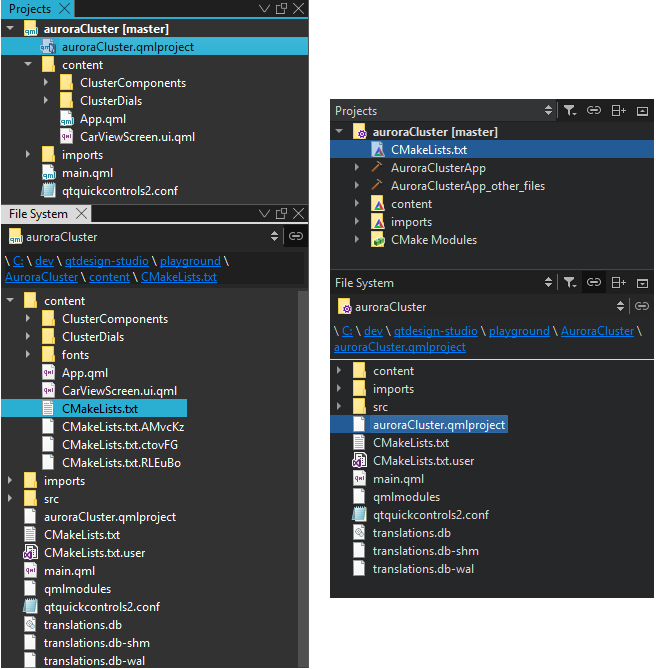 Projects
auroraCluster [master]
auroraCluster.qmlproject
content
ClusterComponents
ClusterDials
App.qml
CarViewScreen.ui.qml
imports
main.qml
qtquickcontrols2.conf
File System
auroraCluster
\ C: \ dev \ qtdesign-studio \ playground \
AuroraCluster \ content \ CMakeLists.txt
content
ClusterComponents
ClusterDials
fonts
App.qml
CarViewScreen.ui.qml
CMakeLists.txt
CMakeLists.txt.AMvcKz
CMakeLists.txt.ctovFG
CMakeLists.txt.RLEuBo
imports
src
auroraCluster.qmlproject
CMakeLists.txt
CMakeLists.txt.user
main.qml
qmlmodules
qtquickcontrols2.conf
translations.db
translations.db-shm
translations.db-wal
Projects
auroraCluster [master]
CMakeLists.txt
AuroraClusterApp
AuroraClusterApp_other_files
content
imports
CMake Modules
File System
auroraCluster
\ C: \ dev \ qtdesign-studio \ playground \ AuroraCluster \
auroraCluster.qmlproject
content
imports
src
auroraCluster.qmlproject
CMakeLists.txt
CMakeLists.txt.user
main.qml
qmlmodules
qtquickcontrols2.conf
translations.db
translations.db-shm
translations.db-wal